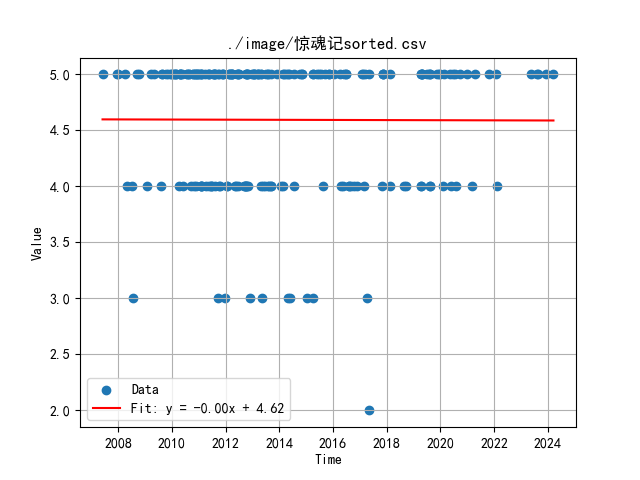 ./image/惊魂记sorted.csv
5.0
4.5
4.0
3.5
3.0
2.5
2.0
Value
Data
Fit: y = -0.00x + 4.62
2008 2010 2012 2014 2016 2018 2020 2022 2024
Time